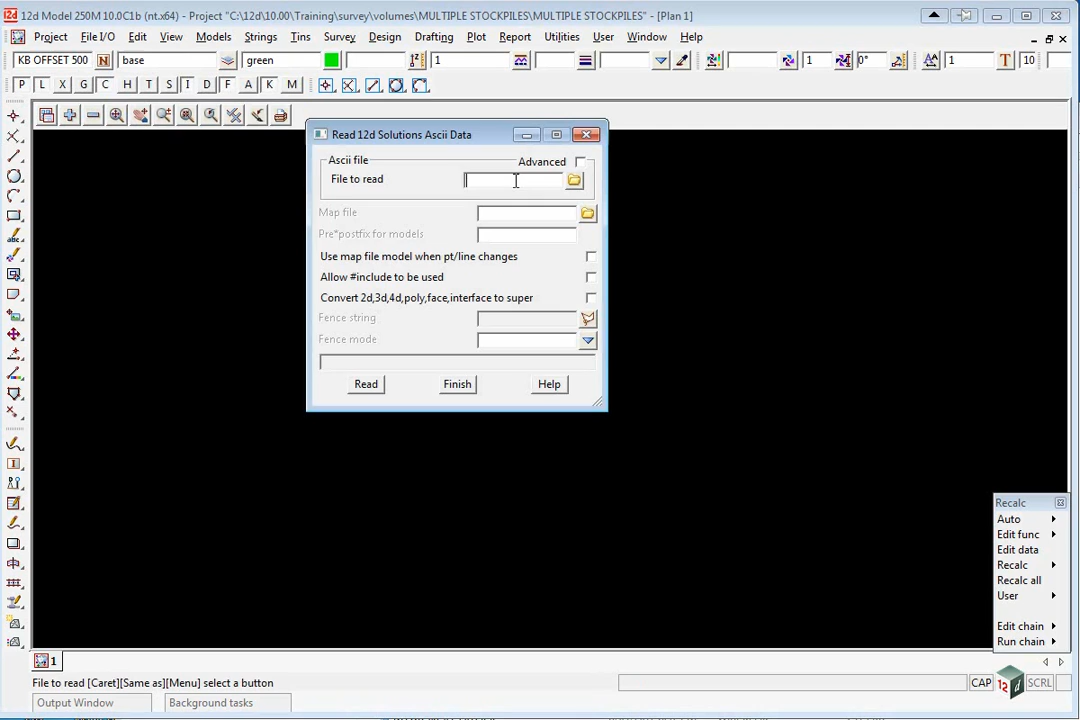 12d Model 250M 10.0C1b (nt.x64) - Project "C:\12d\10.00\Training\survey\volumes\MULTIPLE STOCKPILES\MULTIPLE STOCKPILES" - [Plan 1]
Project File I/O Edit View Models Strings Tins Survey Design Drafting Plot Report Utilities User Window Help
KB OFFSET 500 N base green 1 1 0° 1 T 10
P L X G C H T S I D F A K M
Read 12d Solutions Ascii Data
Ascii file Advanced
File to read
Map file
Pre*postfix for models
Use map file model when pt/line changes
Allow #include to be used
Convert 2d,3d,4d,poly,face,interface to super
Fence string
Fence mode
Read Finish Help
Recalc
Auto
Edit func
Edit data
Recalc
Recalc all
User
Edit chain
Run chain
1
File to read [Caret][Same as][Menu] select a button
CAP 12d SCRL
Output Window Background tasks